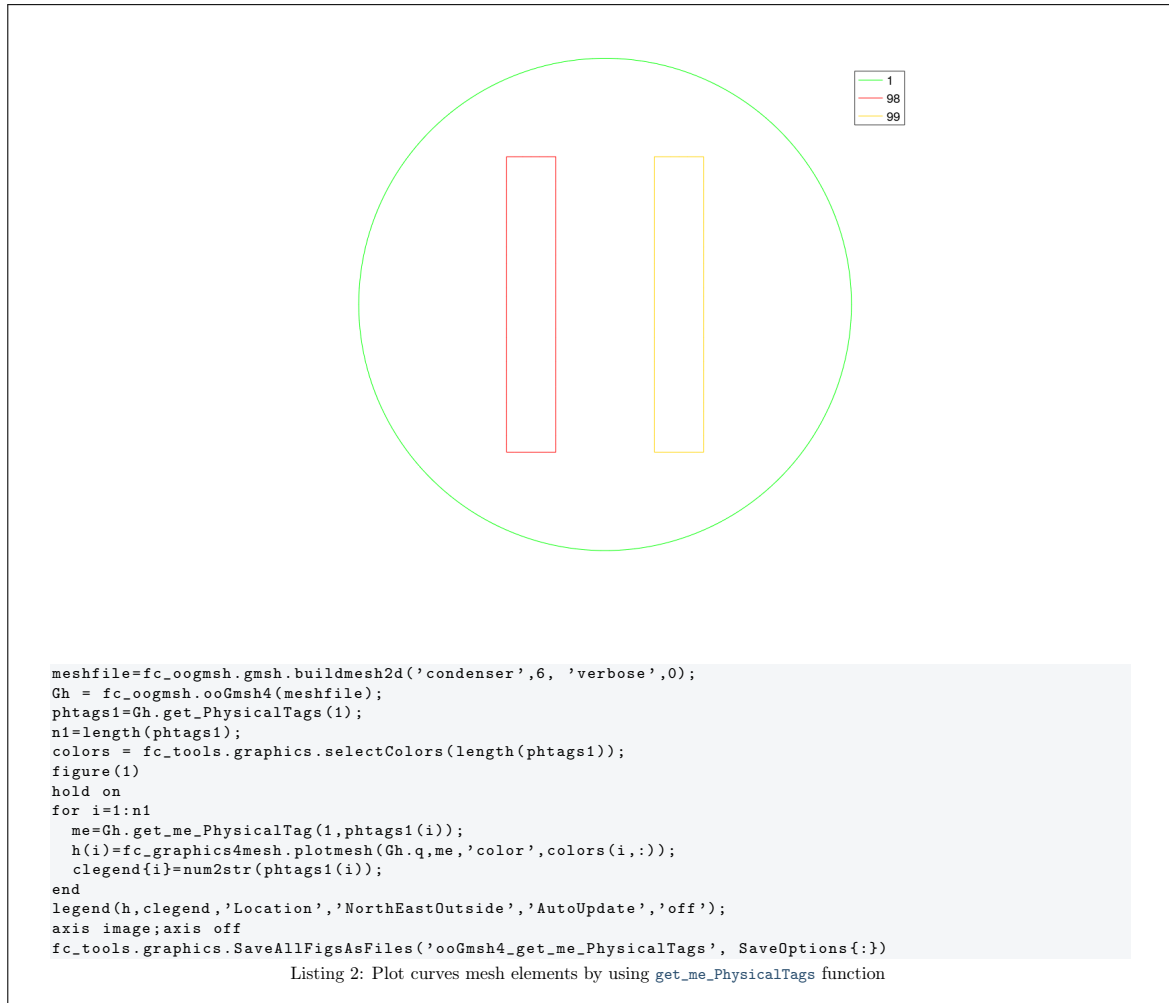 1
98
99
meshfile=fc_oogmsh.gmsh.buildmesh2d('condenser',6, 'verbose',0);
Gh = fc_oogmsh.ooGmsh4(meshfile);
phtags1=Gh.get_PhysicalTags(1);
n1=length(phtags1);
colors = fc_tools.graphics.selectColors(length(phtags1));
figure(1)
hold on
for i=1:n1
  me=Gh.get_me_PhysicalTag(1,phtags1(i));
  h(i)=fc_graphics4mesh.plotmesh(Gh.q,me,'color',colors(i,:));
  clegend{i}=num2str(phtags1(i));
end
legend(h,clegend,'Location','NorthEastOutside','AutoUpdate','off');
axis image;axis off
fc_tools.graphics.SaveAllFigsAsFiles('ooGmsh4_get_me_PhysicalTags', SaveOptions{:})
Listing 2: Plot curves mesh elements by using get_me_PhysicalTags function